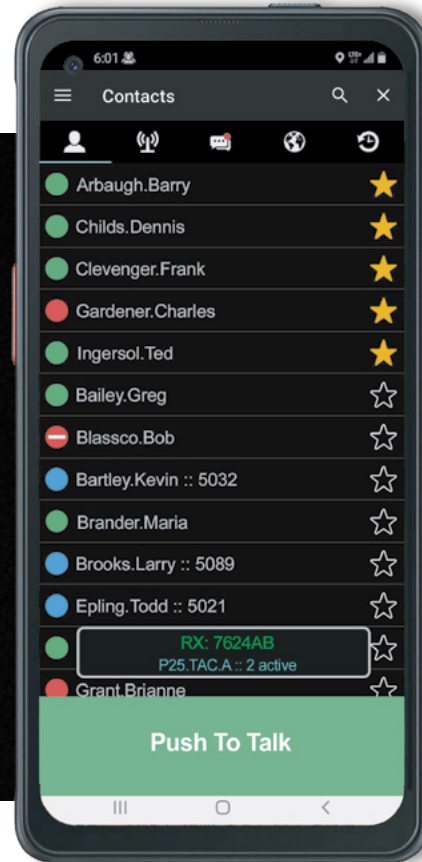 6:01
LTE+
Contacts
Arbaugh.Barry
Childs.Dennis
Clevenger.Frank
Gardener.Charles
Ingersol.Ted
Bailey.Greg
Blassco.Bob
Bartley.Kevin :: 5032
Brander.Maria
Brooks.Larry :: 5089
Epling.Todd :: 5021
RX: 7624AB
P25.TAC.A :: 2 active
Grant.Brianne
Push To Talk